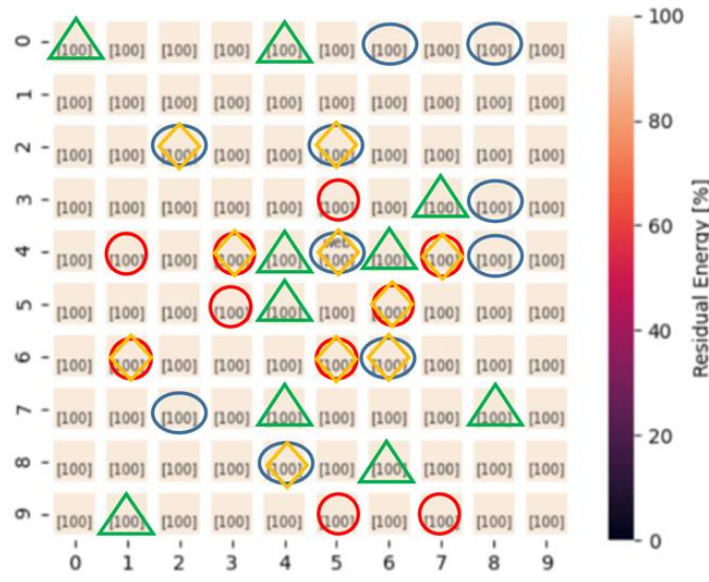 0 [100] [100] [100] [100] [100] [100] [100] [100] [100] [100]
1 [100] [100] [100] [100] [100] [100] [100] [100] [100] [100]
2 [100] [100] [100] [100] [100] [100] [100] [100] [100] [100]
3 [100] [100] [100] [100] [100] [100] [100] [100] [100] [100]
4 [100] [100] [100] [100] [100] [100] [100] [100] [100] [100]
5 [100] [100] [100] [100] [100] [100] [100] [100] [100] [100]
6 [100] [100] [100] [100] [100] [100] [100] [100] [100] [100]
7 [100] [100] [100] [100] [100] [100] [100] [100] [100] [100]
8 [100] [100] [100] [100] [100] [100] [100] [100] [100] [100]
9 [100] [100] [100] [100] [100] [100] [100] [100] [100] [100]
0 1 2 3 4 5 6 7 8 9
100
80
60
40
20
0
Residual Energy [%]